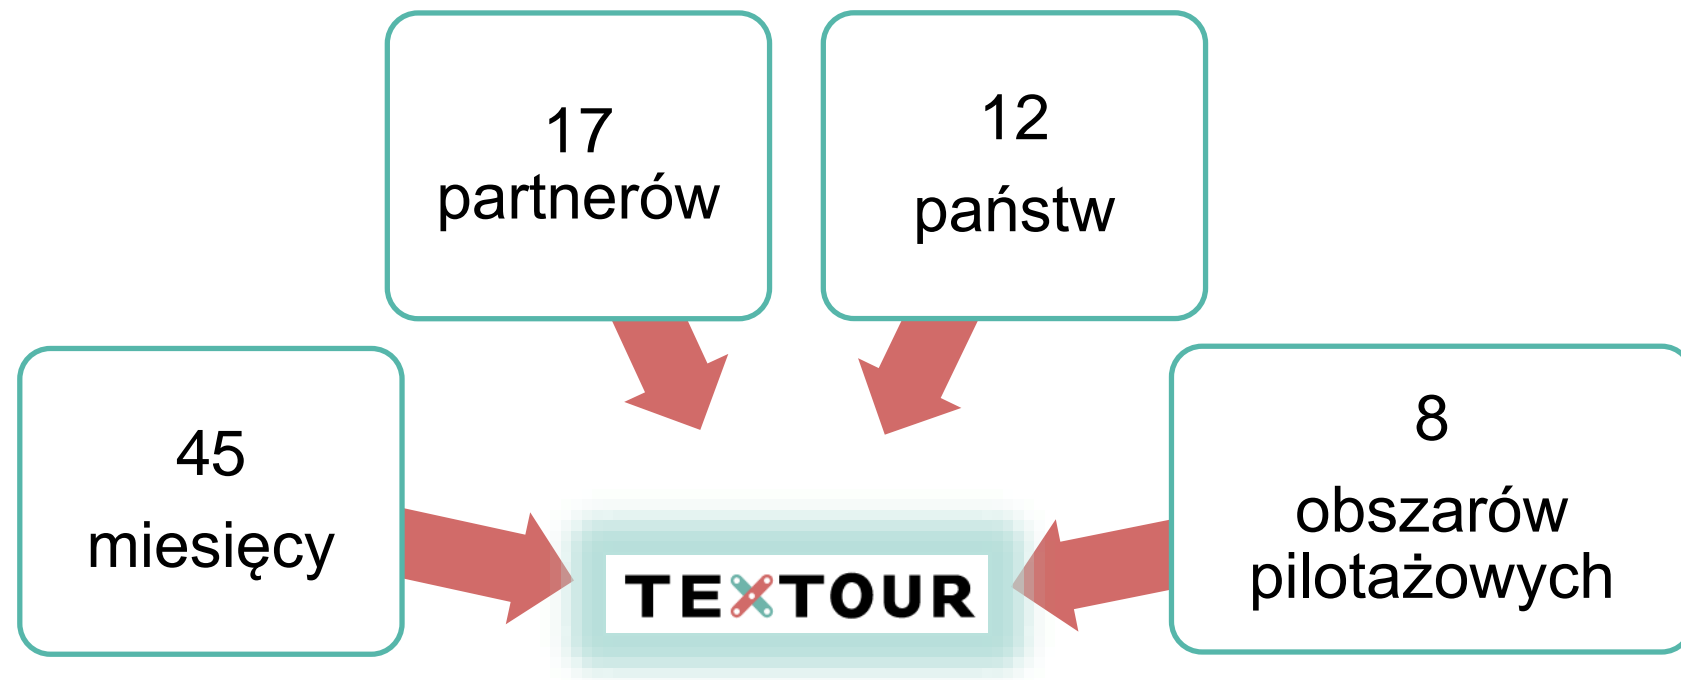 17
partnerów
12
państw
45
miesięcy
8
obszarów
pilotażowych
TEXTOUR